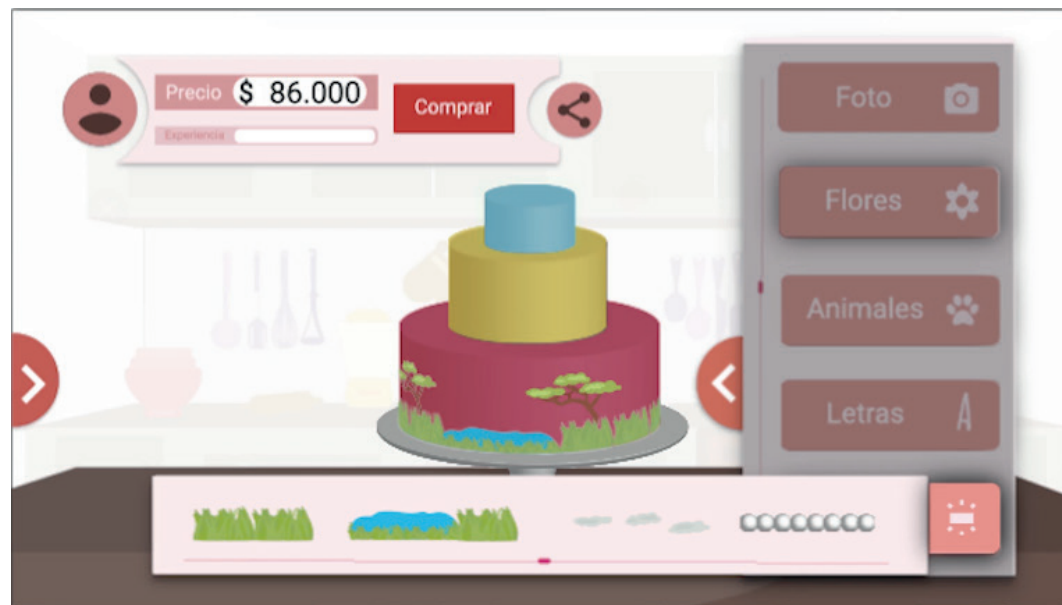 Precio $ 86.000
Comprar
Experiencia
Foto
Flores
Animales
Letras